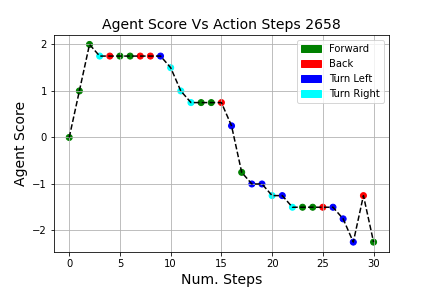 Agent Score Vs Action Steps 2658
Agent Score
2
1
0
−1
−2
Forward
Back
Turn Left
Turn Right
0 5 10 15 20 25 30
Num. Steps